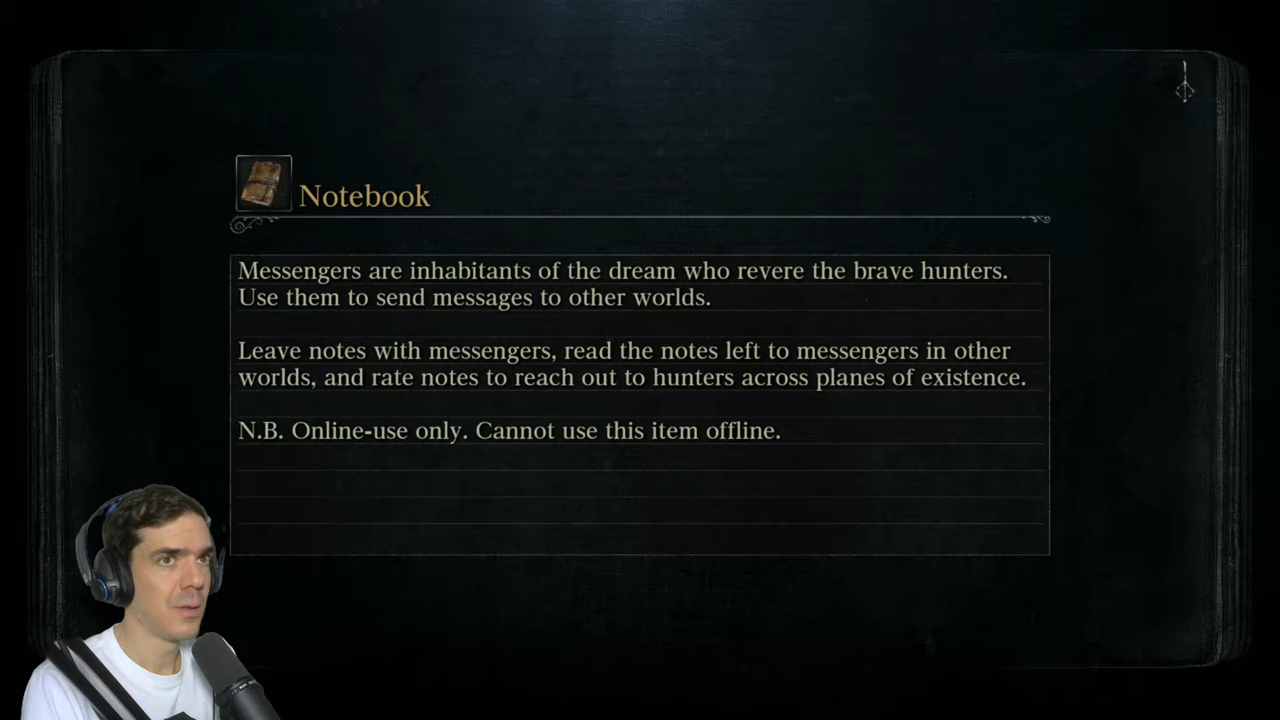 Notebook
Messengers are inhabitants of the dream who revere the brave hunters.
Use them to send messages to other worlds.
Leave notes with messengers, read the notes left to messengers in other
worlds, and rate notes to reach out to hunters across planes of existence.
N.B. Online-use only. Cannot use this item offline.